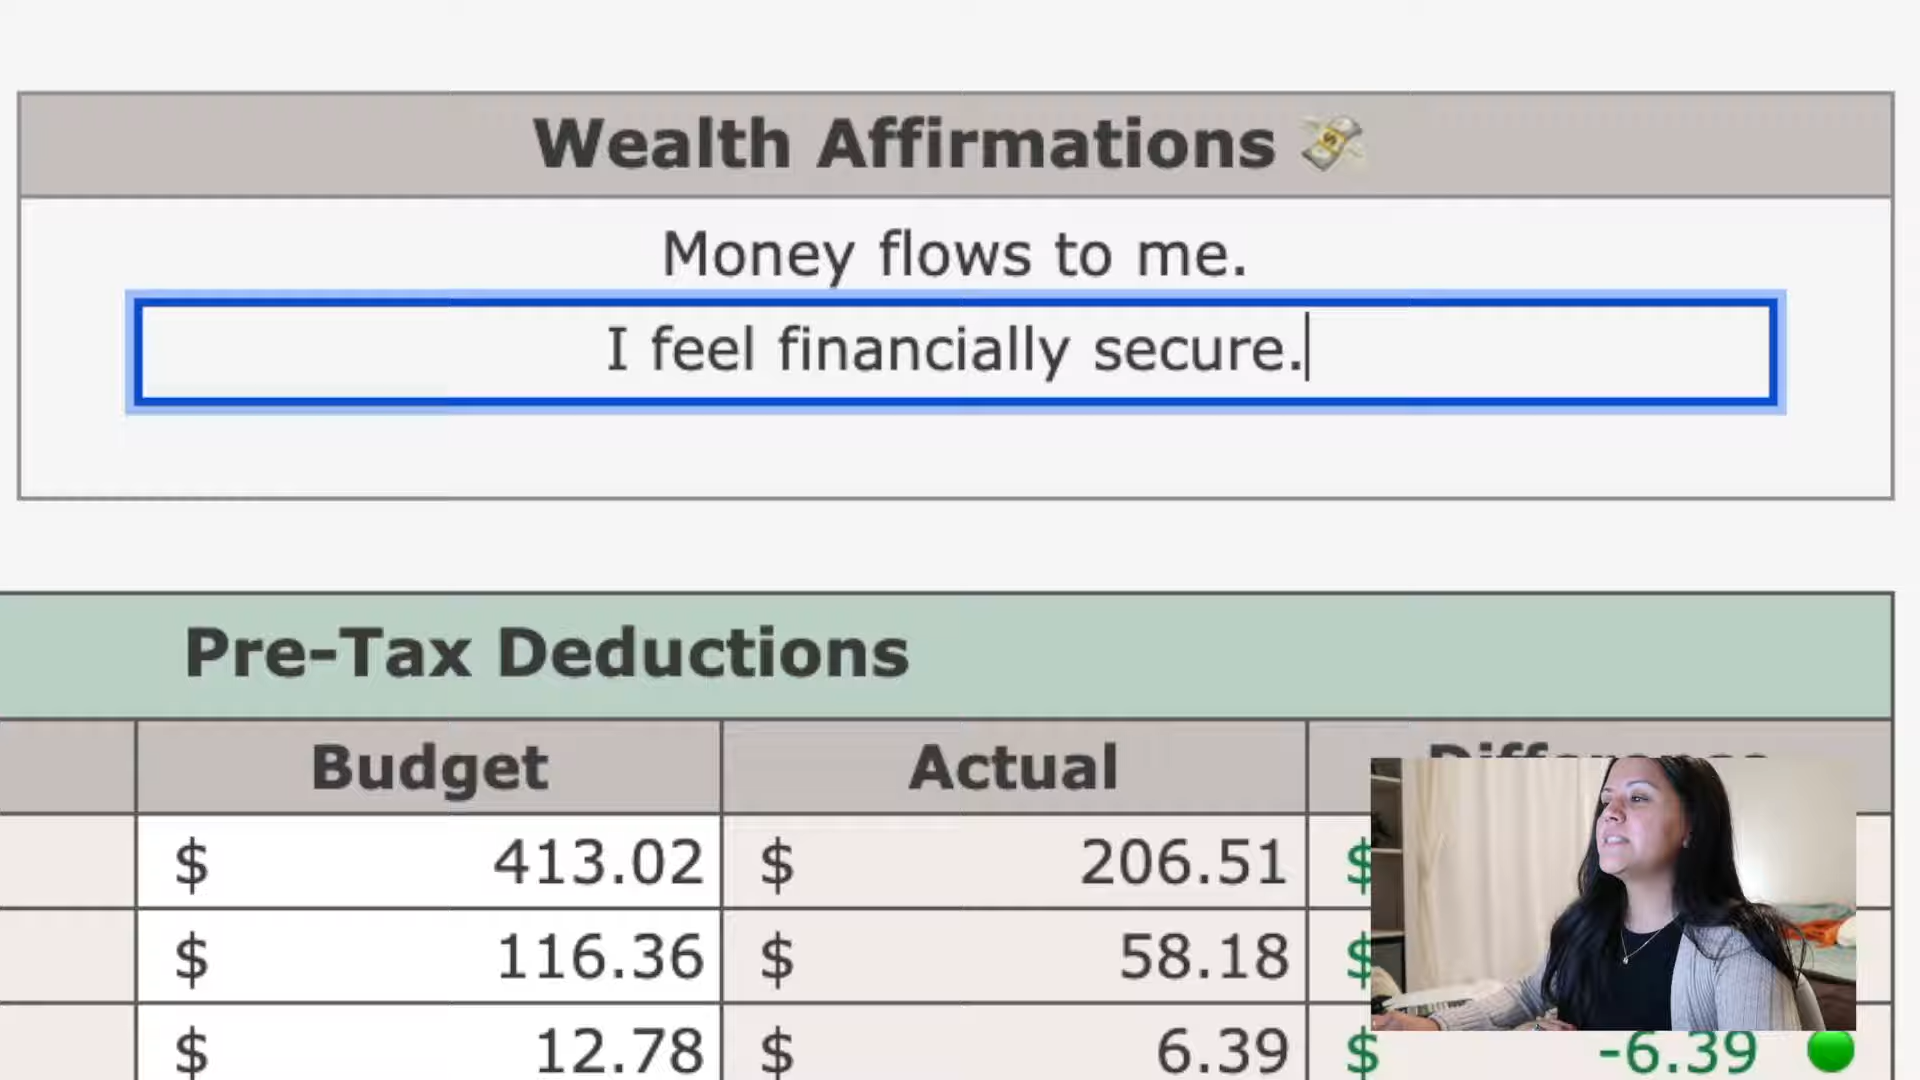 Wealth Affirmations 💸
Money flows to me.
I feel financially secure.
Pre-Tax Deductions
Budget Actual
$ 413.02 $ 206.51 $
$ 116.36 $ 58.18 $
$ 12.78 $ 6.39 $ -6.39